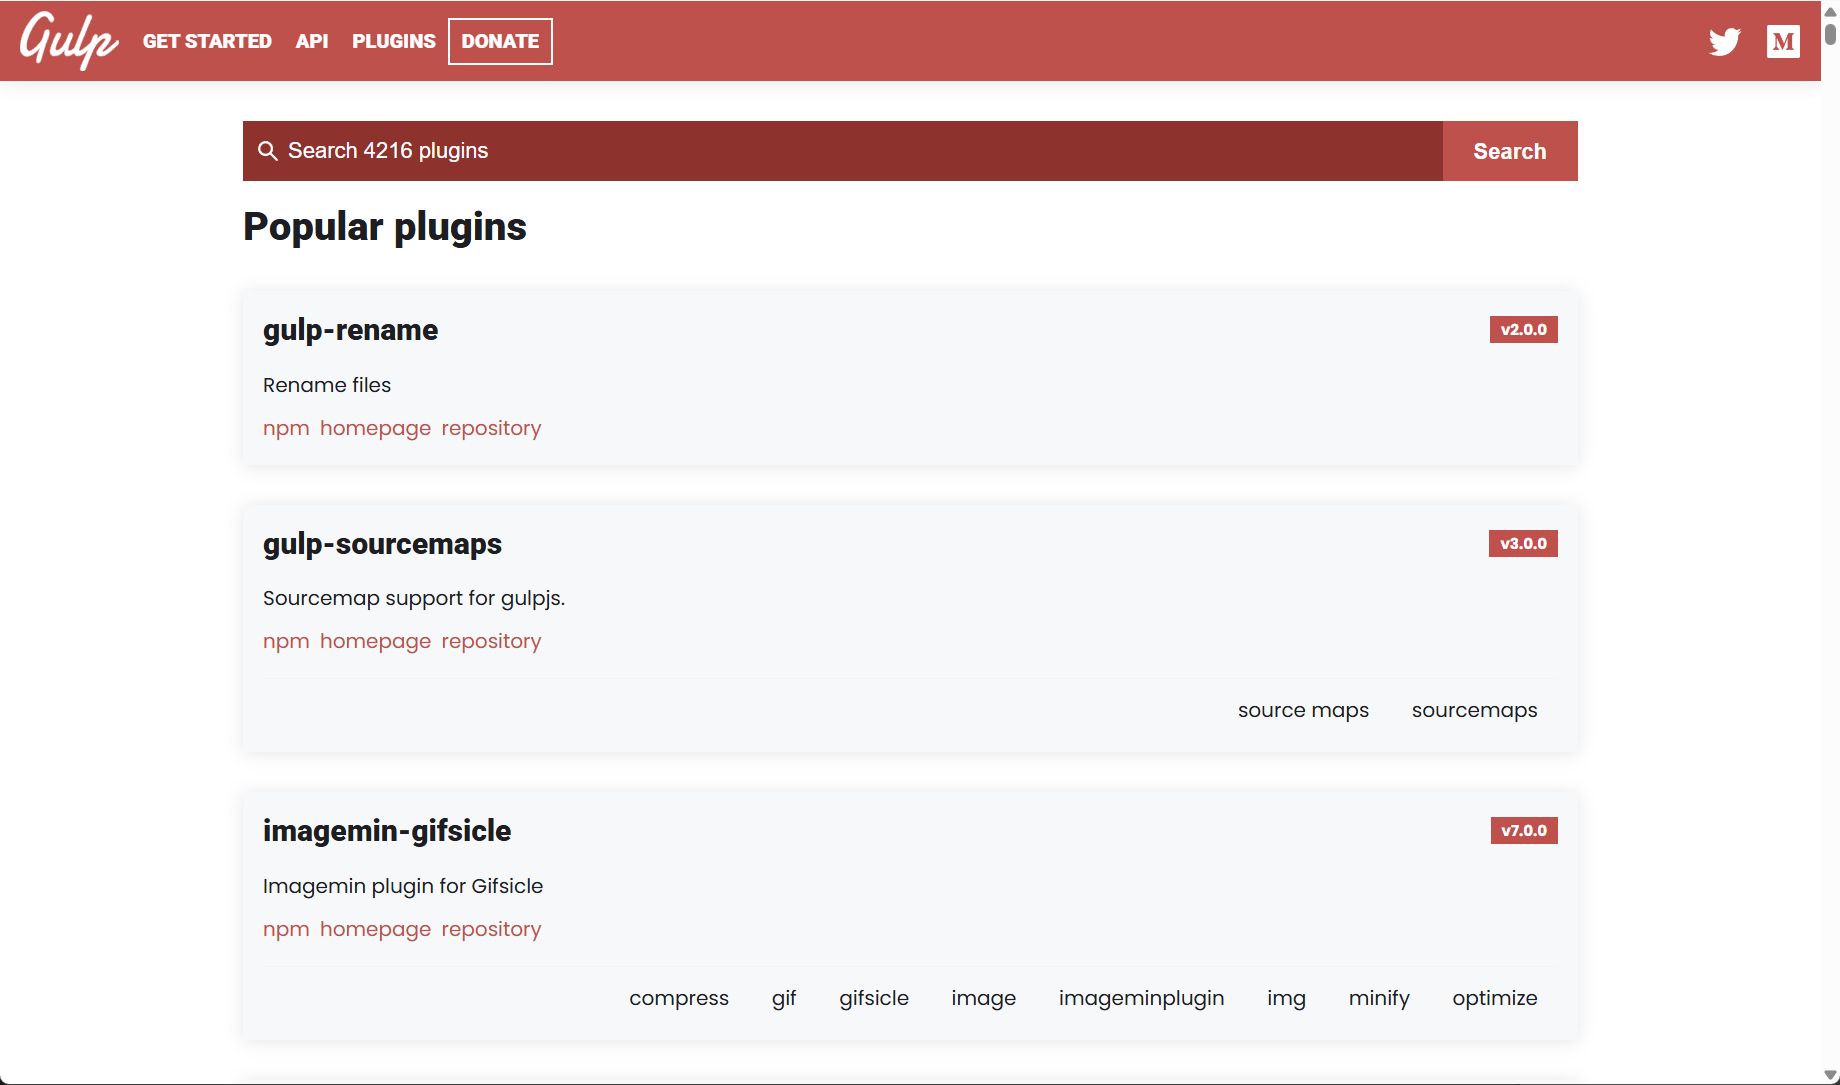 Gulp GET STARTED API PLUGINS DONATE M
Search 4216 plugins Search
Popular plugins
gulp-rename v2.0.0
Rename files
npm homepage repository
gulp-sourcemaps v3.0.0
Sourcemap support for gulpjs.
npm homepage repository
source maps sourcemaps
imagemin-gifsicle v7.0.0
Imagemin plugin for Gifsicle
npm homepage repository
compress gif gifsicle image imageminplugin img minify optimize